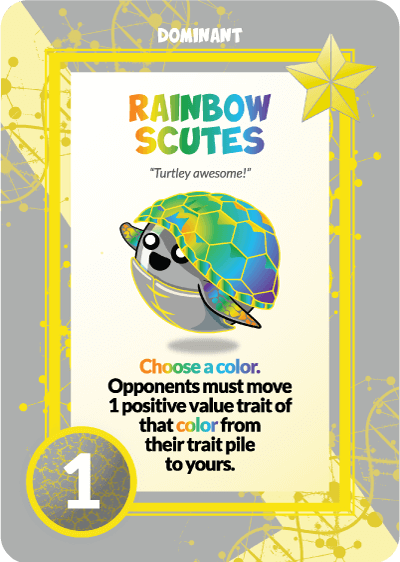 DOMINANT
RAINBOW
SCUTES
"Turtley awesome!"
Choose a color.
Opponents must move
1 positive value trait of
that color from
their trait pile
to yours.
1